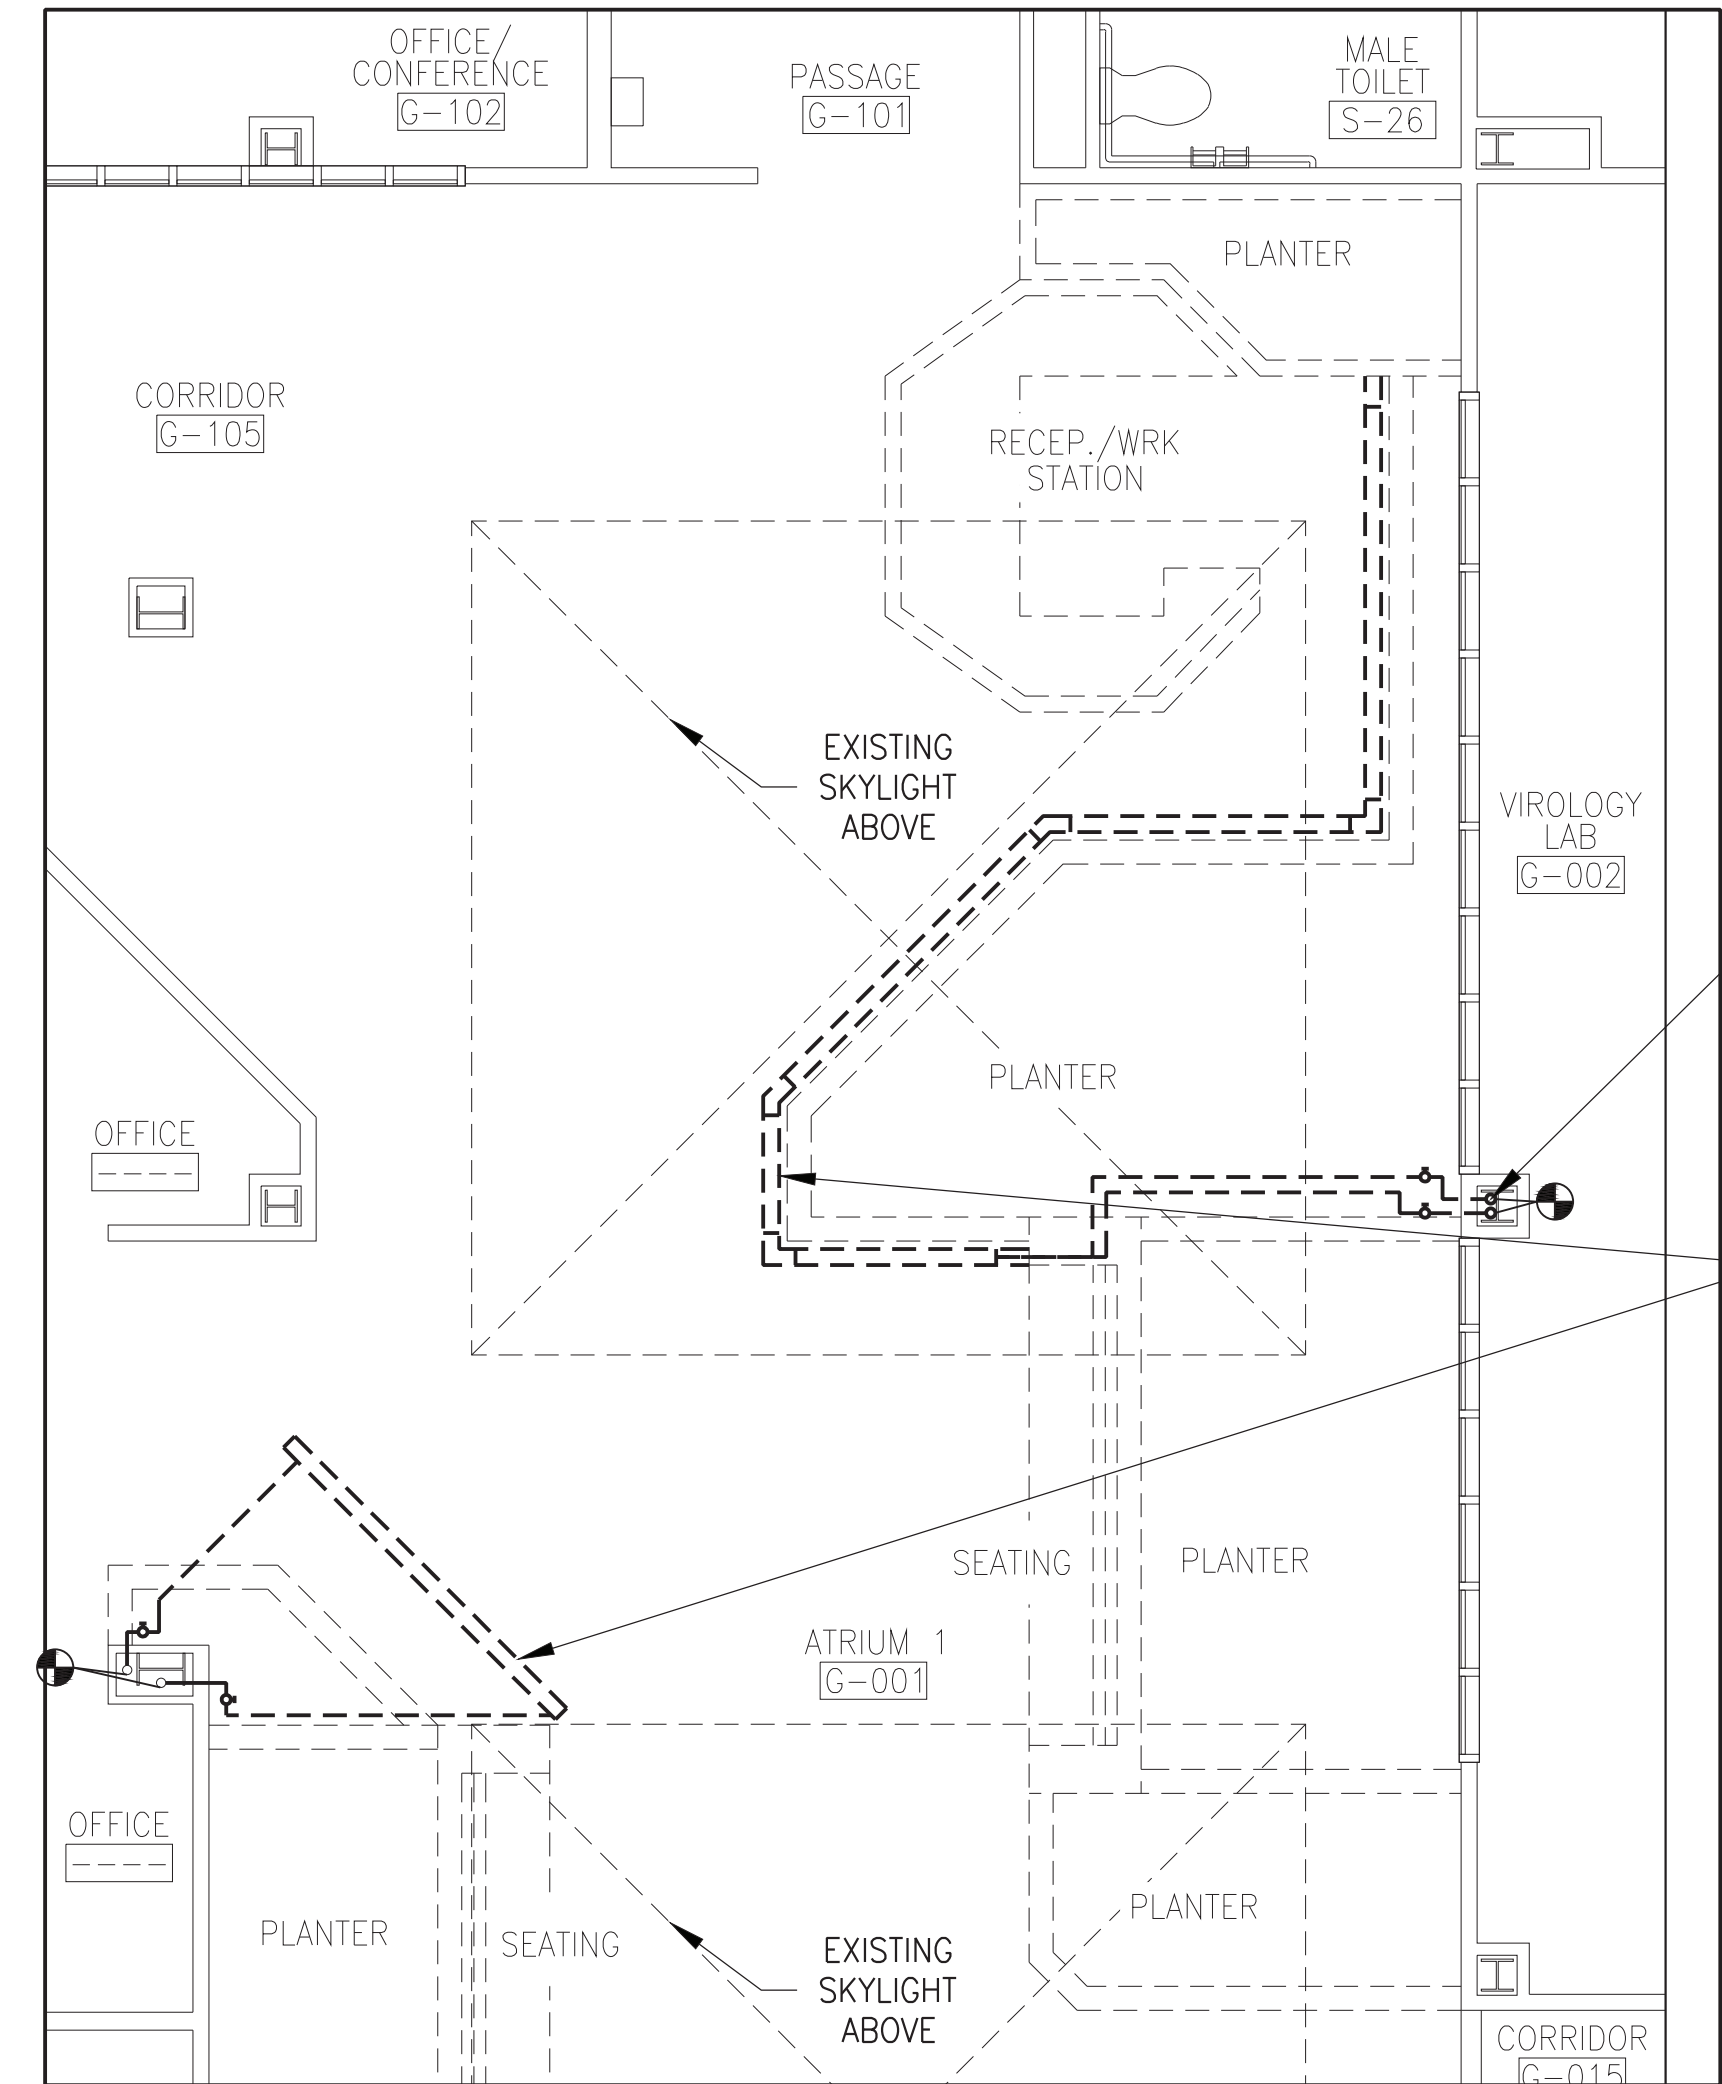 OFFICE/
CONFERENCE
G-102
PASSAGE
G-101
MALE
TOILET
S-26
PLANTER
CORRIDOR
G-105
RECEP./WRK
STATION
EXISTING
SKYLIGHT
ABOVE
VIROLOGY
LAB
G-002
PLANTER
OFFICE
SEATING
PLANTER
ATRIUM 1
G-001
OFFICE
PLANTER
SEATING
PLANTER
EXISTING
SKYLIGHT
ABOVE
CORRIDOR
G-015